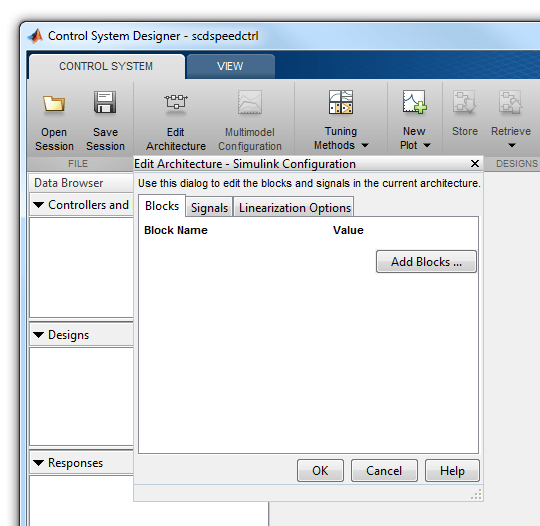 Control System Designer - scdspeedctrl
CONTROL SYSTEM
VIEW
Open
Session
Save
Session
Edit
Architecture
Multimodel
Configuration
Tuning
Methods
New
Plot
Store
Retrieve
FILE
DESIGNS
Edit Architecture - Simulink Configuration
Use this dialog to edit the blocks and signals in the current architecture.
Blocks
Signals
Linearization Options
Block Name
Value
Add Blocks ...
OK
Cancel
Help
Data Browser
Controllers and
Designs
Responses